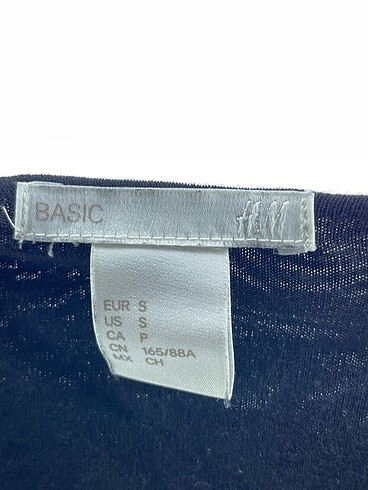 BASIC H&M
EUR S
US S
CA P
CN 165/88A
MX CH